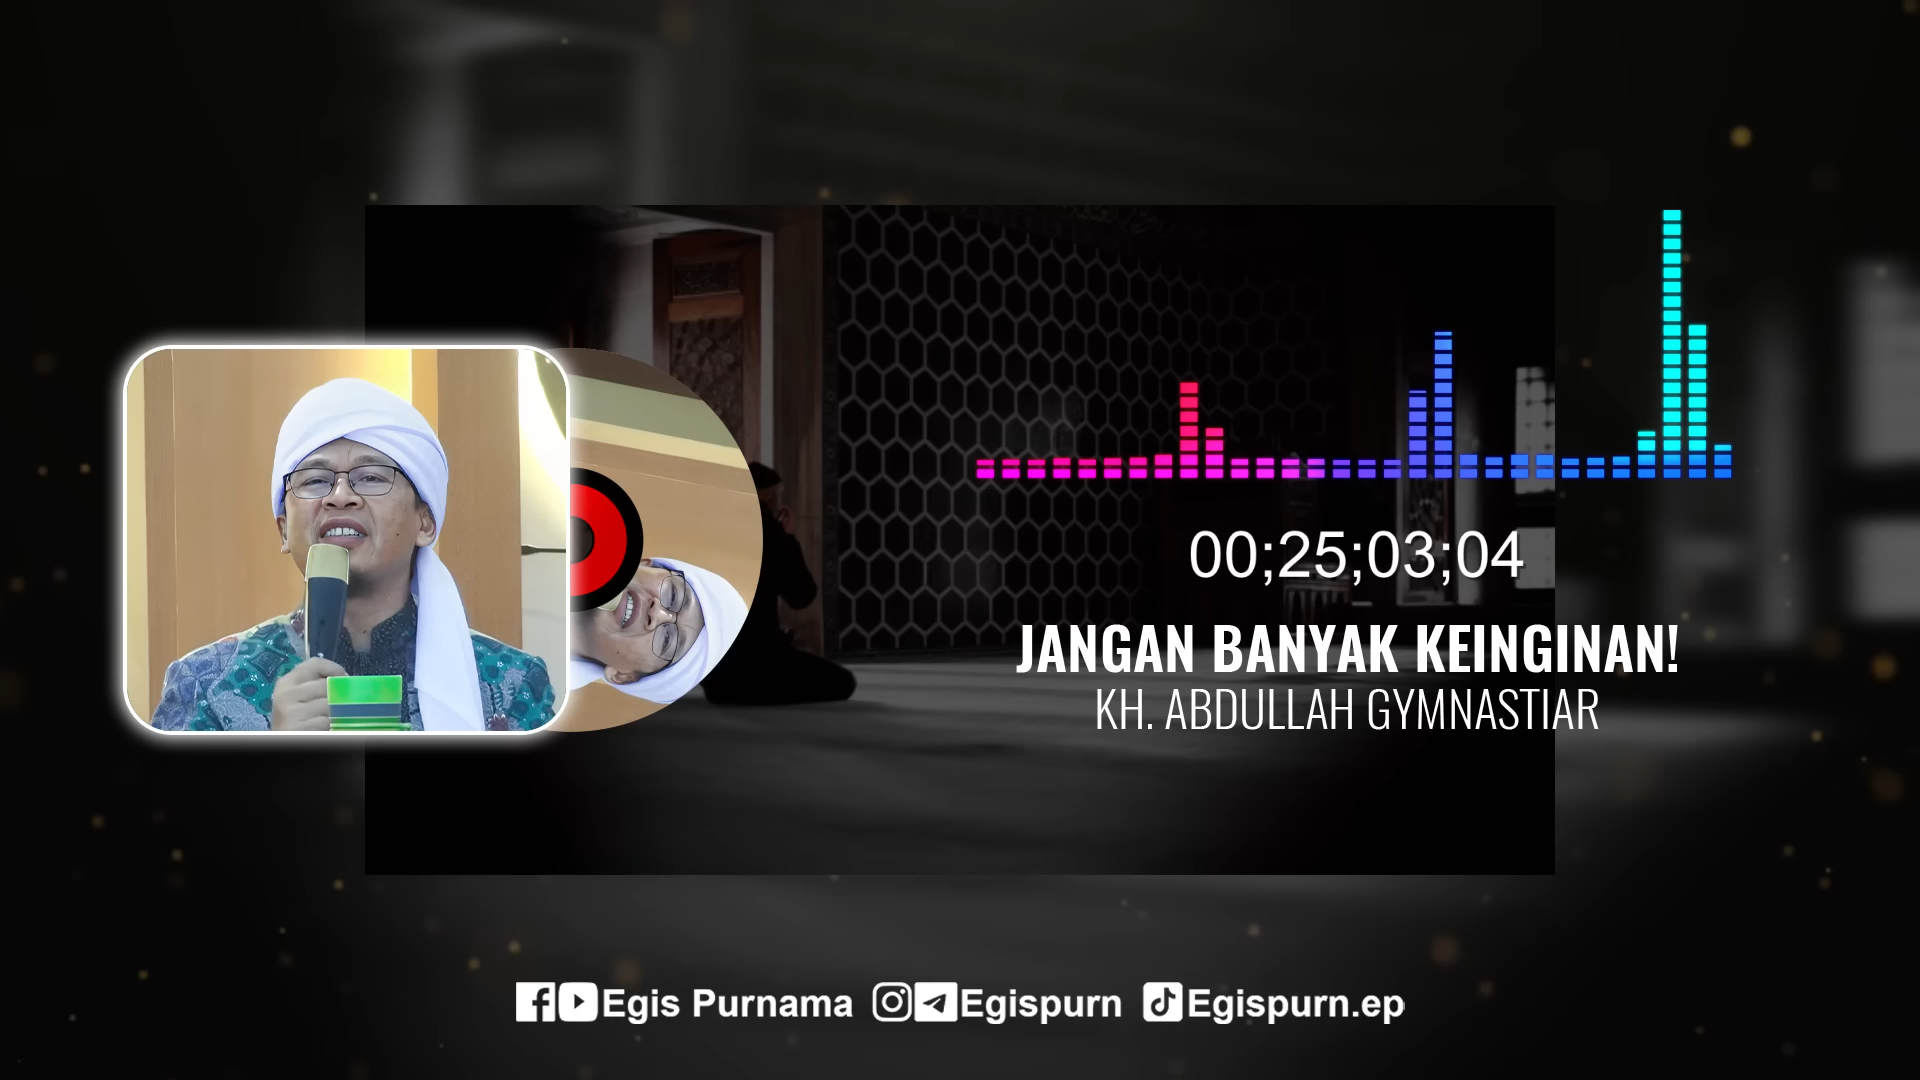 00;25;03;04
JANGAN BANYAK KEINGINAN!
KH. ABDULLAH GYMNASTIAR
Egis Purnama Egispurn Egispurn.ep